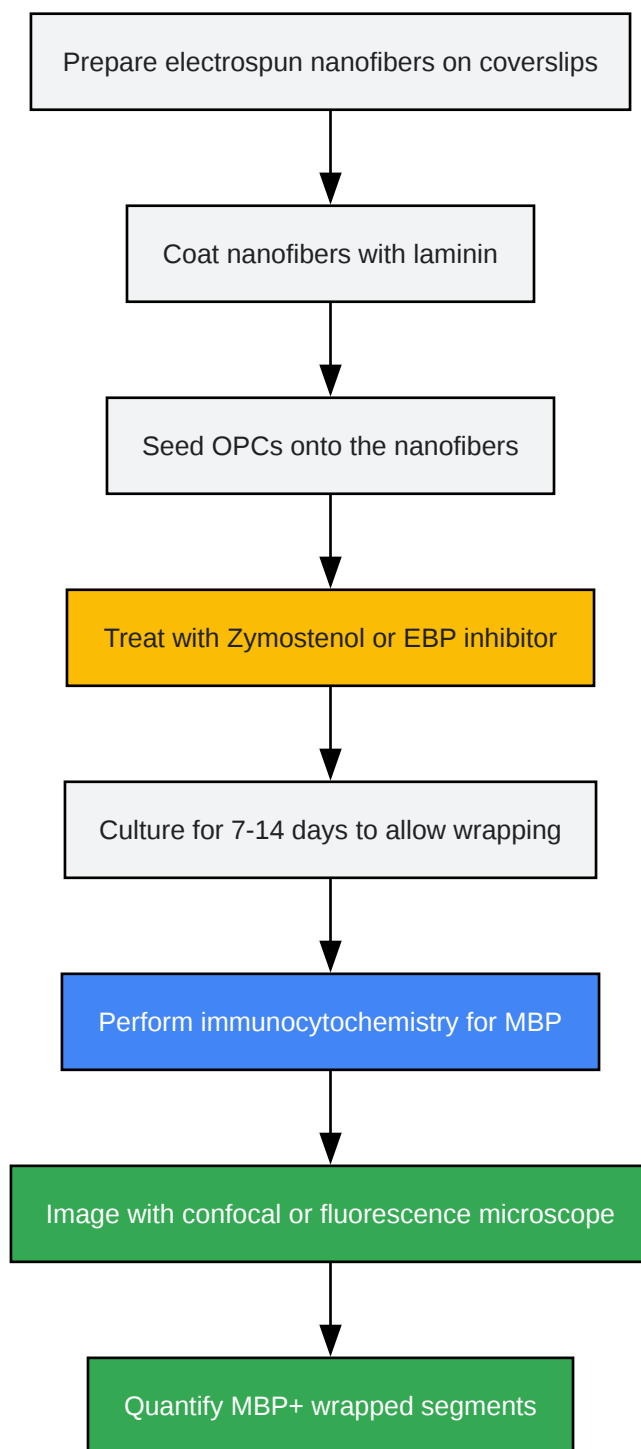 Prepare electrospun nanofibers on coverslips
Coat nanofibers with laminin
Seed OPCs onto the nanofibers
Treat with Zymostenol or EBP inhibitor
Culture for 7-14 days to allow wrapping
Perform immunocytochemistry for MBP
Image with confocal or fluorescence microscope
Quantify MBP+ wrapped segments